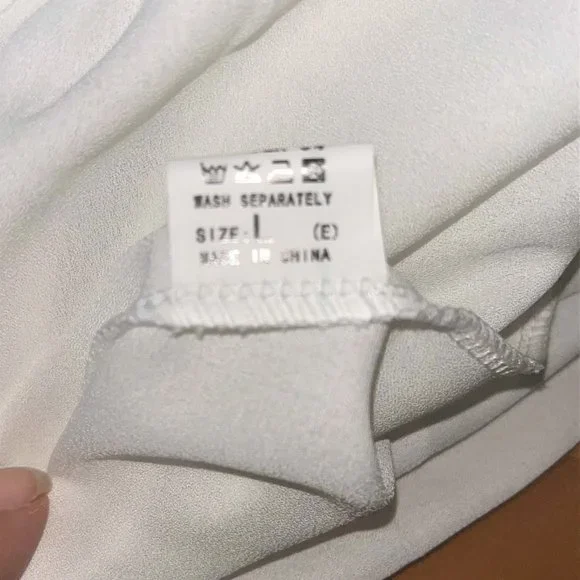 WASH SEPARATELY
SIZE: L (E)
MADE IN CHINA